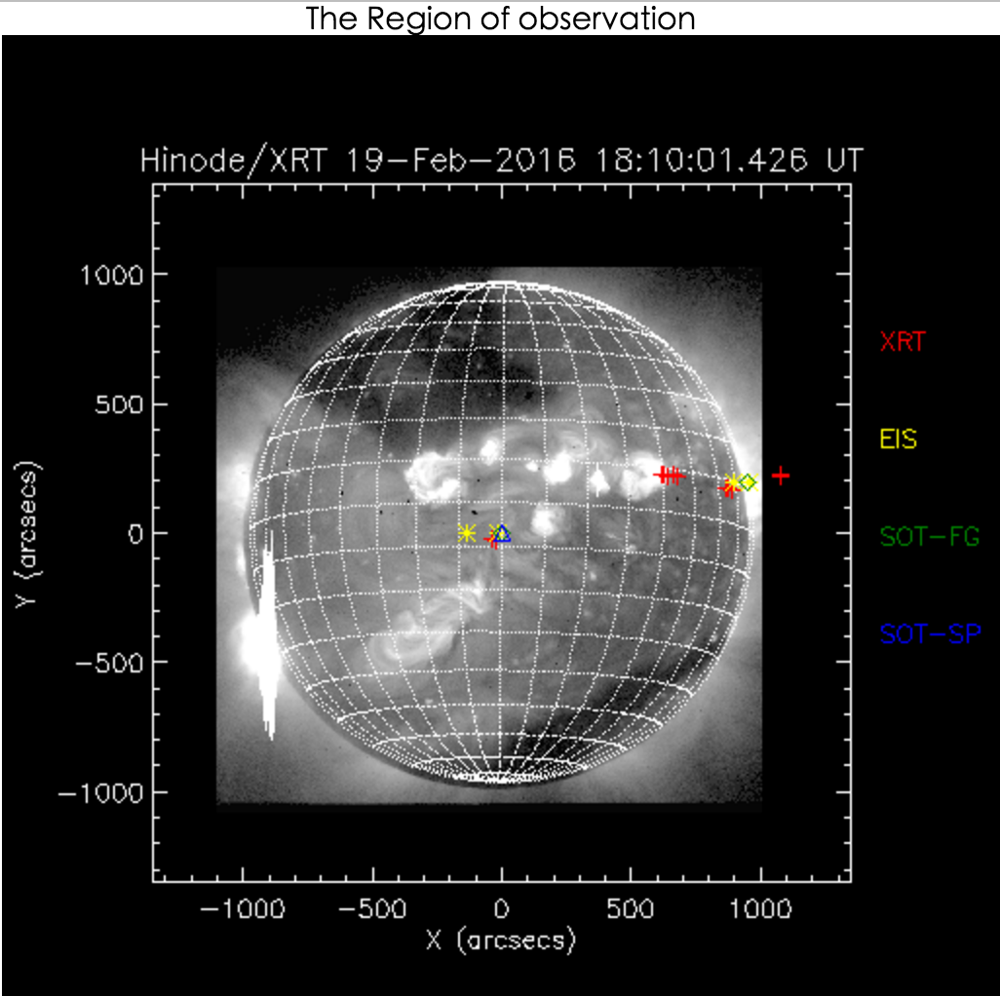 The Region of observation
Hinode/XRT 19-Feb-2016 18:10:01.426 UT
1000
500
0
-500
-1000
Y (arcsecs)
XRT
EIS
SOT-FG
SOT-SP
-1000 -500 0 500 1000
X (arcsecs)